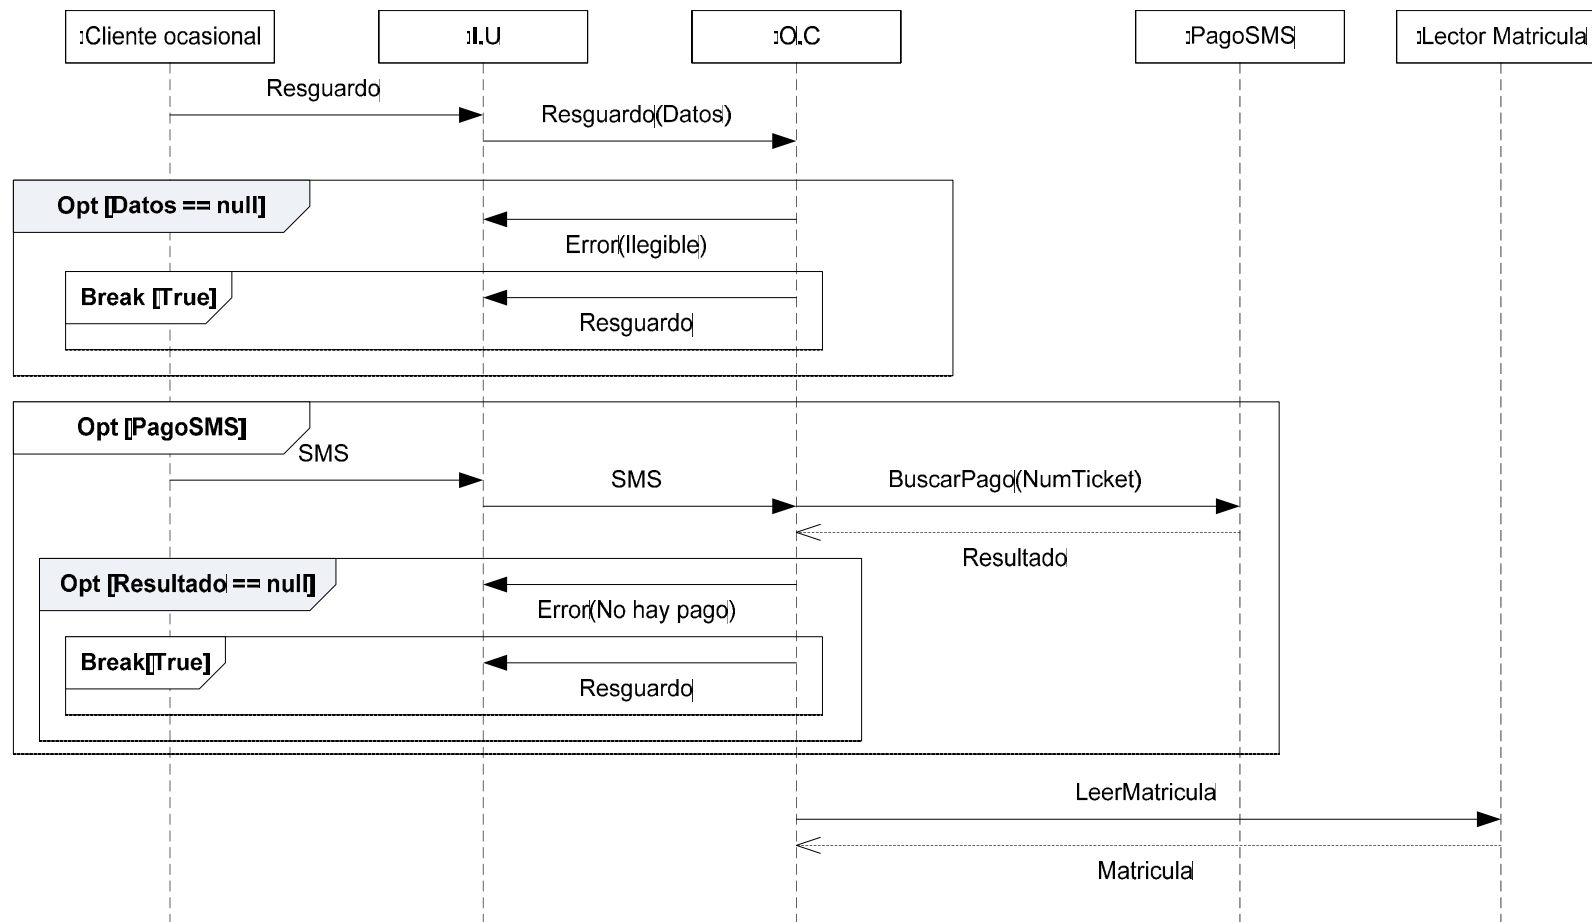 :Cliente ocasional
:I.U
:O.C
:PagoSMS
:Lector Matricula
Resguardo
Resguardo(Datos)
Opt [Datos == null]
Error(Ilegible)
Break [True]
Resguardo
Opt [PagoSMS]
SMS
SMS
BuscarPago(NumTicket)
Resultado
Opt [Resultado == null]
Error(No hay pago)
Break[True]
Resguardo
LeerMatricula
Matricula